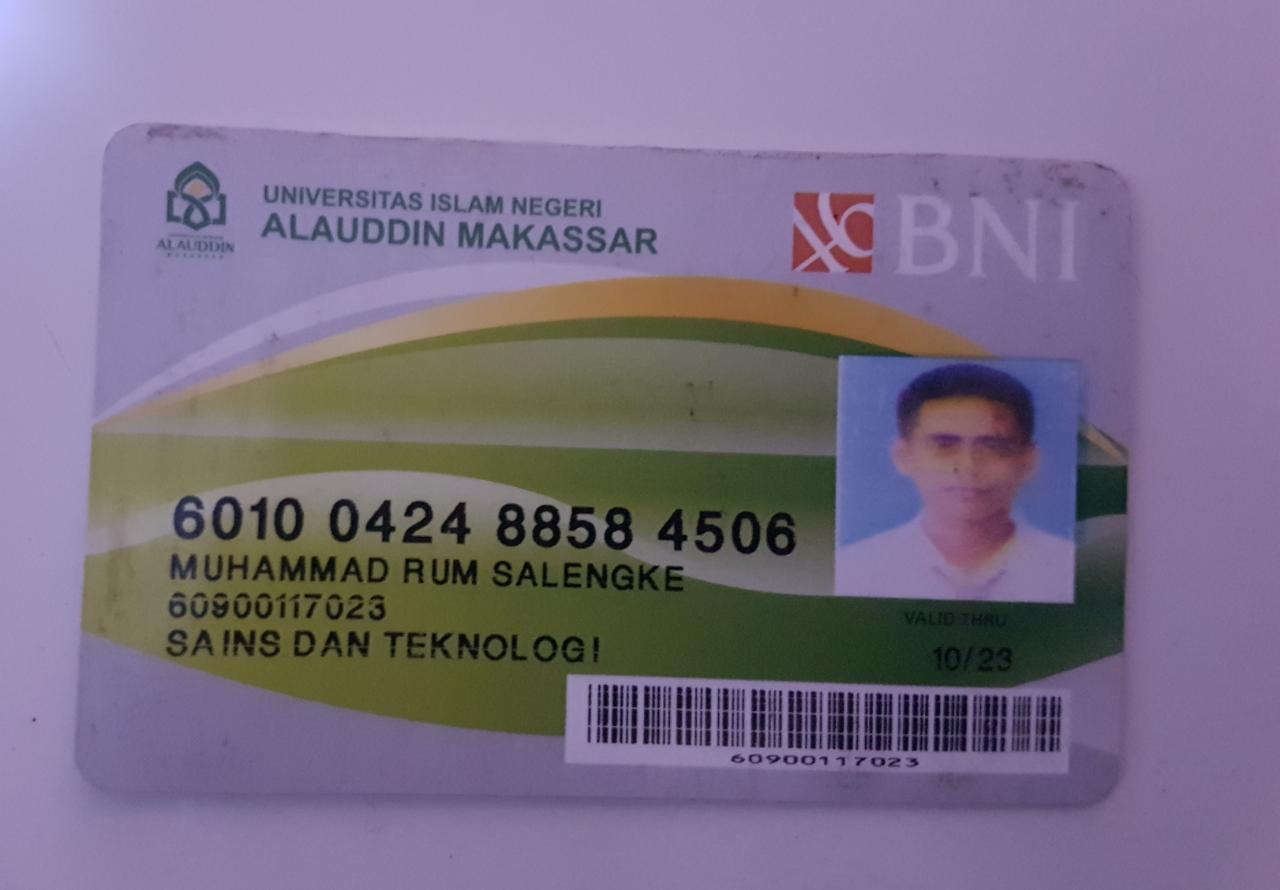 UNIVERSITAS ISLAM NEGERI
ALAUDDIN MAKASSAR
ALAUDDIN
MAKASSAR
BNI
6010 0424 8858 4506
MUHAMMAD RUM SALENGKE
60900117023
SAINS DAN TEKNOLOGI
VALID THRU
10/23
60900117023